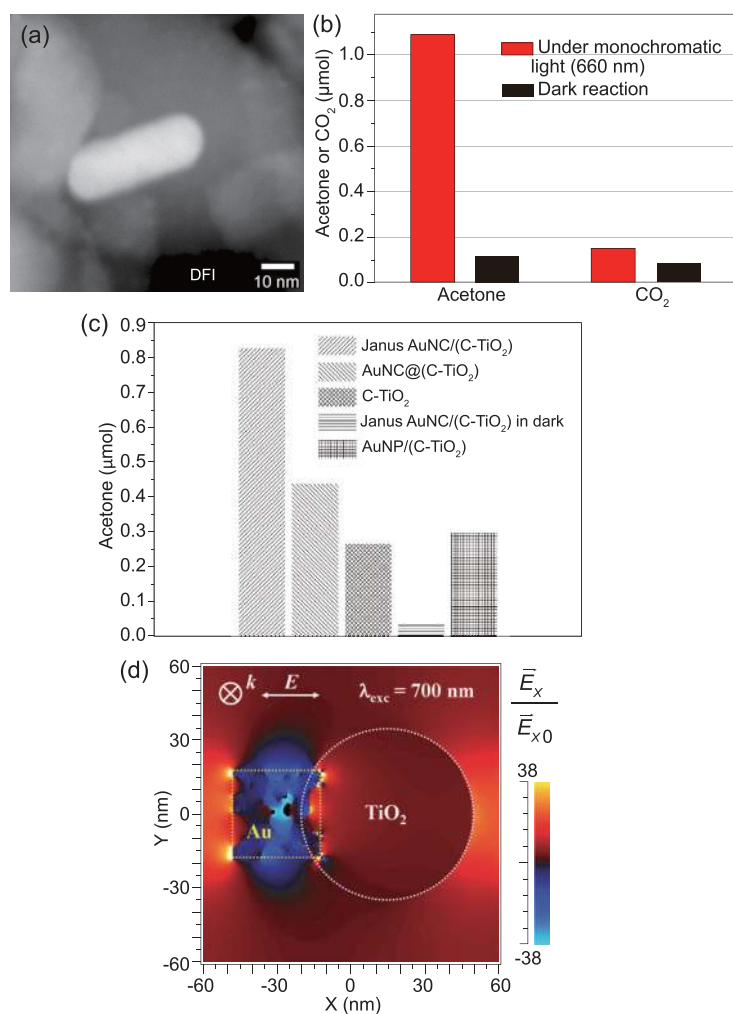 (a)
DFI
10 nm
(b)
Acetone or CO₂ (µmol)
1.0
0.8
0.6
0.4
0.2
0.0
Under monochromatic
light (660 nm)
Dark reaction
Acetone
CO₂
(c)
Acetone (µmol)
0.9
0.8
0.7
0.6
0.5
0.4
0.3
0.2
0.1
0.0
Janus AuNC/(C-TiO₂)
AuNC@(C-TiO₂)
C-TiO₂
Janus AuNC/(C-TiO₂) in dark
AuNP/(C-TiO₂)
(d)
Y (nm)
60
30
0
-30
-60
k
E
λexc = 700 nm
Au
TiO₂
-60
-30
0
30
60
X (nm)
Ex
Ex0
38
-38